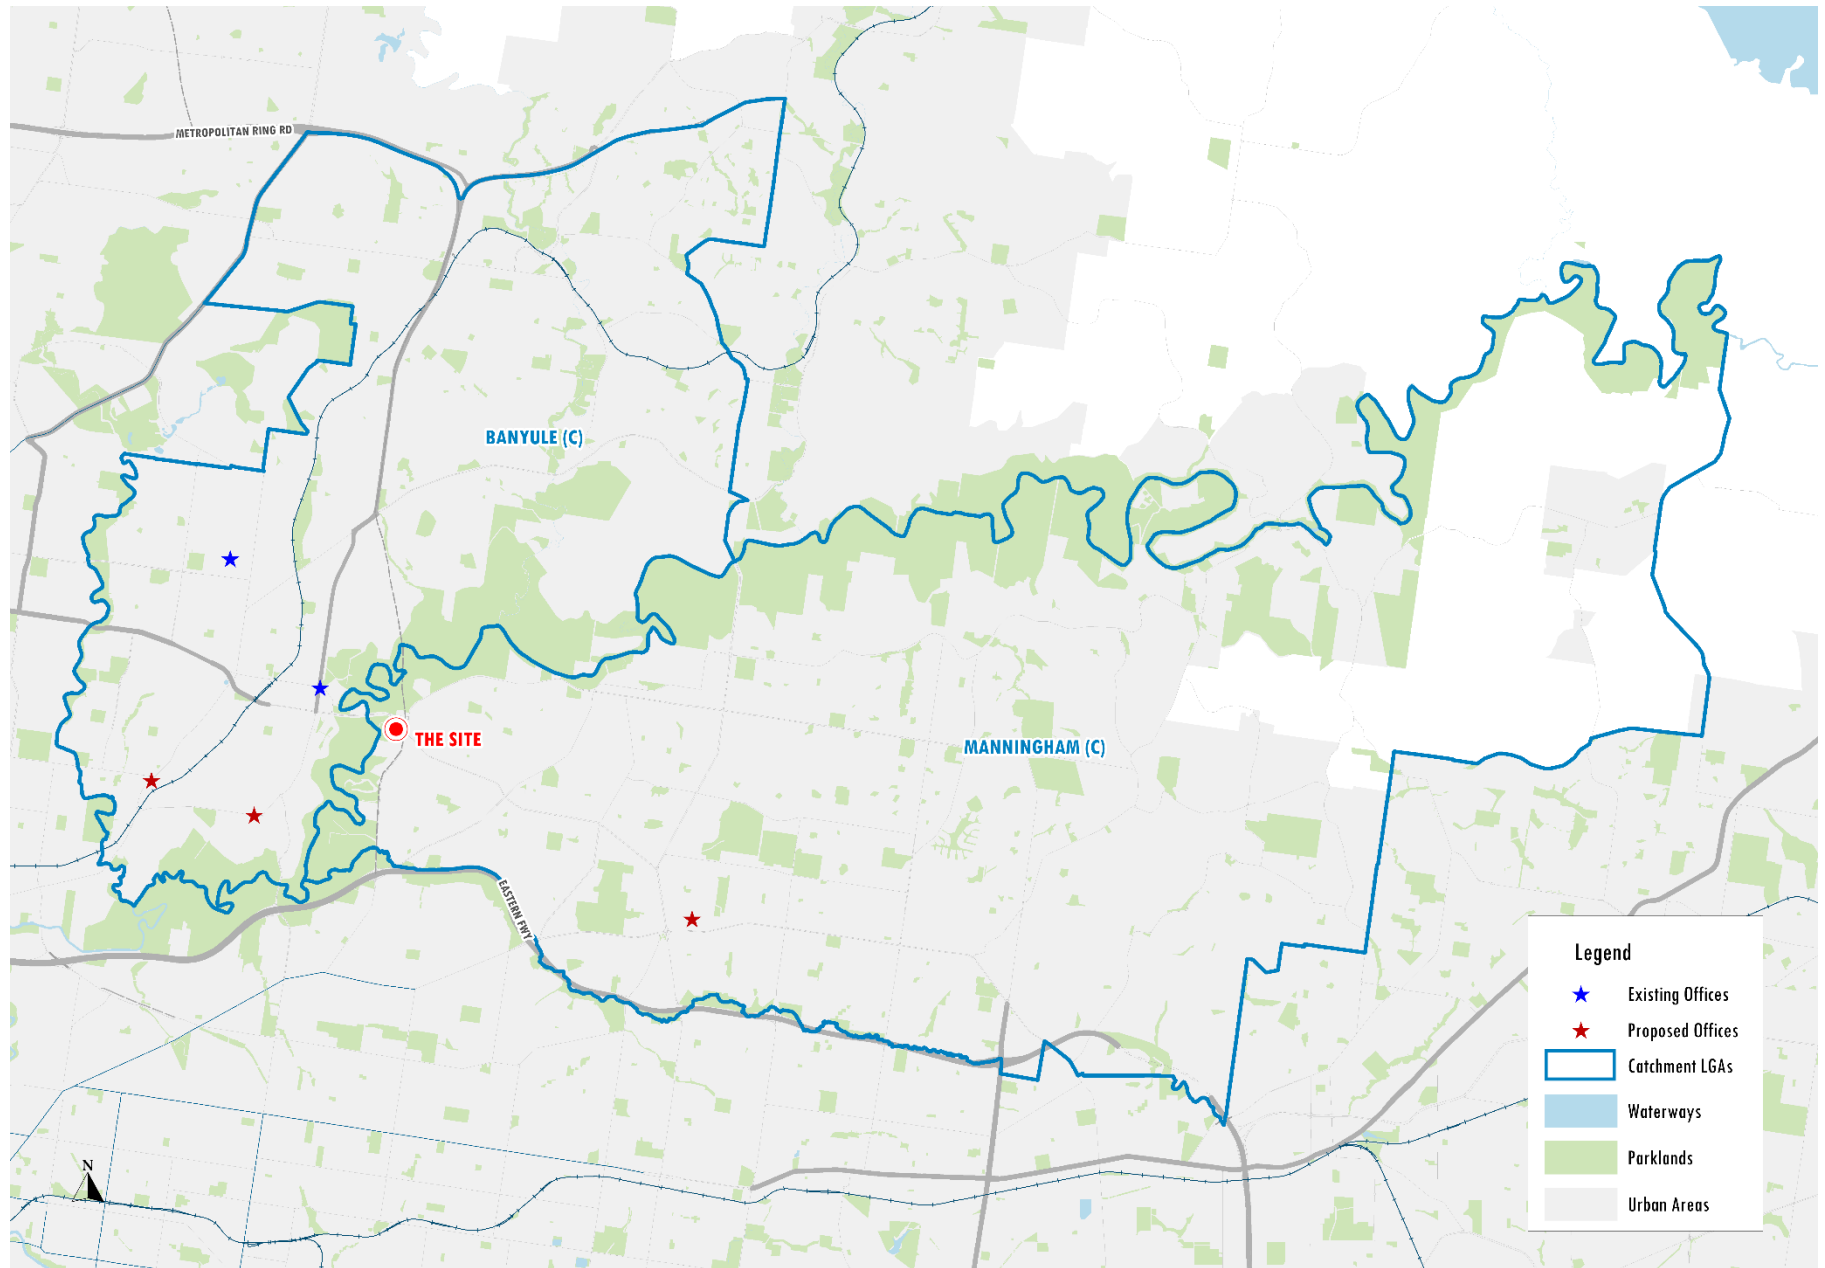 METROPOLITAN RING RD
BANYULE (C)
THE SITE
MANNINGHAM (C)
EASTERN FWY
Legend
Existing Offices
Proposed Offices
Catchment LGAs
Waterways
Parklands
Urban Areas
N